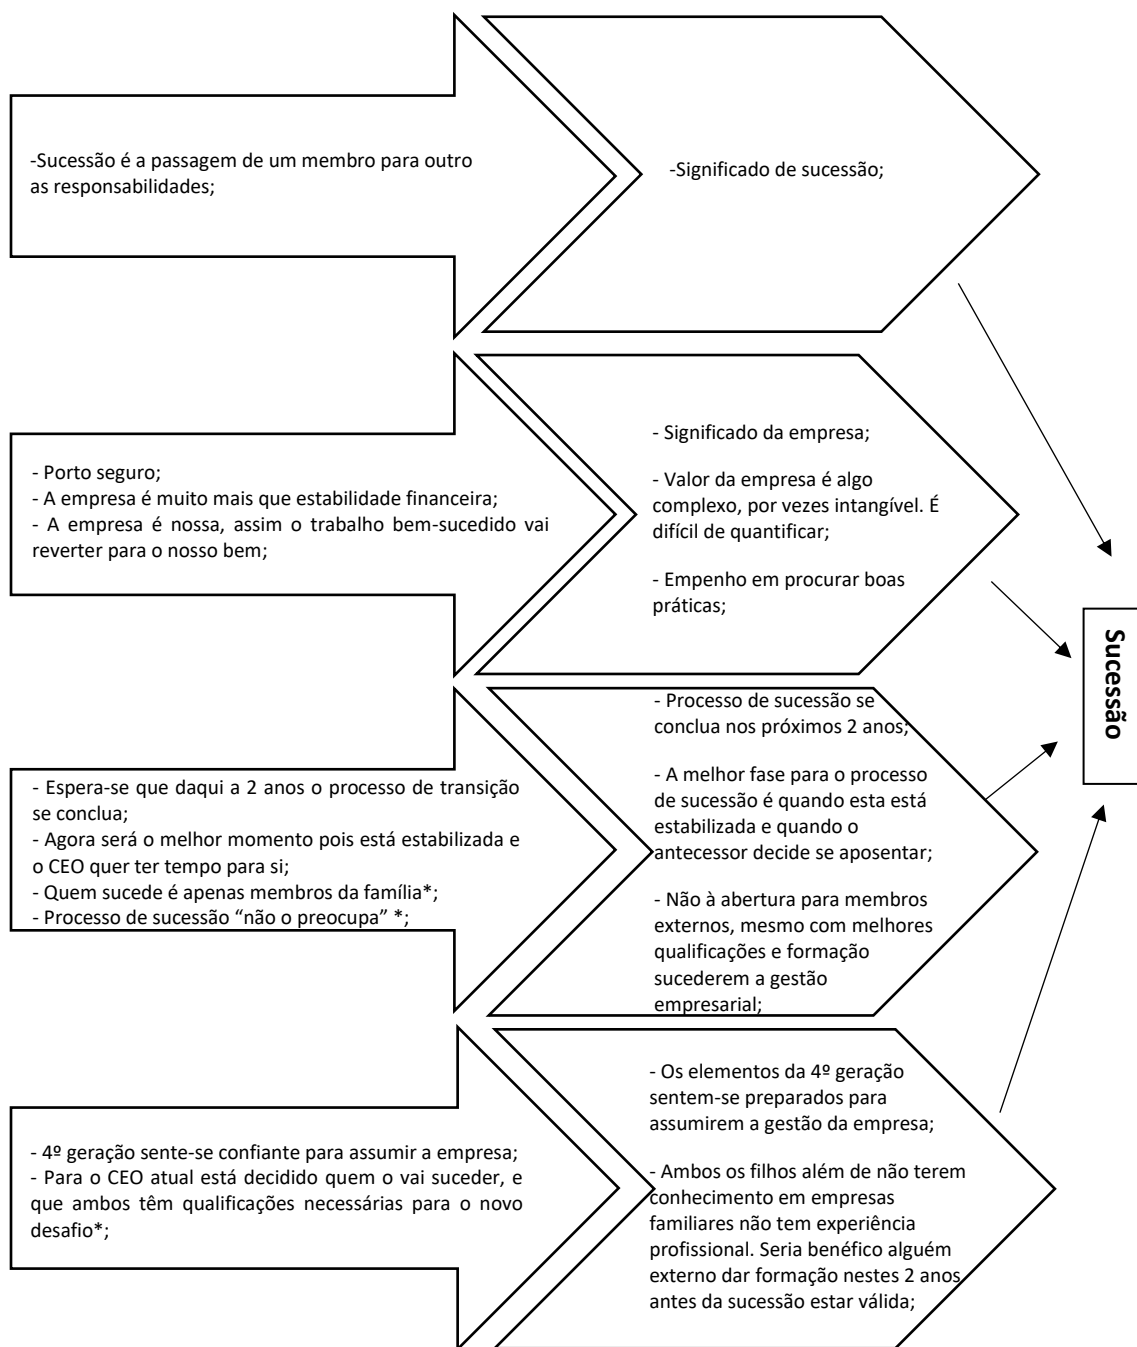 -Sucessão é a passagem de um membro para outro
as responsabilidades;
-Significado de sucessão;
- Porto seguro;
- A empresa é muito mais que estabilidade financeira;
- A empresa é nossa, assim o trabalho bem-sucedido vai
reverter para o nosso bem;
- Significado da empresa;
- Valor da empresa é algo
complexo, por vezes intangível. É
difícil de quantificar;
- Empenho em procurar boas
práticas;
Sucessão
- Espera-se que daqui a 2 anos o processo de transição
se conclua;
- Agora será o melhor momento pois está estabilizada e
o CEO quer ter tempo para si;
- Quem sucede é apenas membros da família*;
- Processo de sucessão “não o preocupa” *;
- Processo de sucessão se
conclua nos próximos 2 anos;
- A melhor fase para o processo
de sucessão é quando esta está
estabilizada e quando o
antecessor decide se aposentar;
- Não à abertura para membros
externos, mesmo com melhores
qualificações e formação
sucederem a gestão
empresarial;
- 4º geração sente-se confiante para assumir a empresa;
- Para o CEO atual está decidido quem o vai suceder, e
que ambos têm qualificações necessárias para o novo
desafio*;
- Os elementos da 4º geração
sentem-se preparados para
assumirem a gestão da empresa;
- Ambos os filhos além de não terem
conhecimento em empresas
familiares não tem experiência
profissional. Seria benéfico alguém
externo dar formação nestes 2 anos
antes da sucessão estar válida;